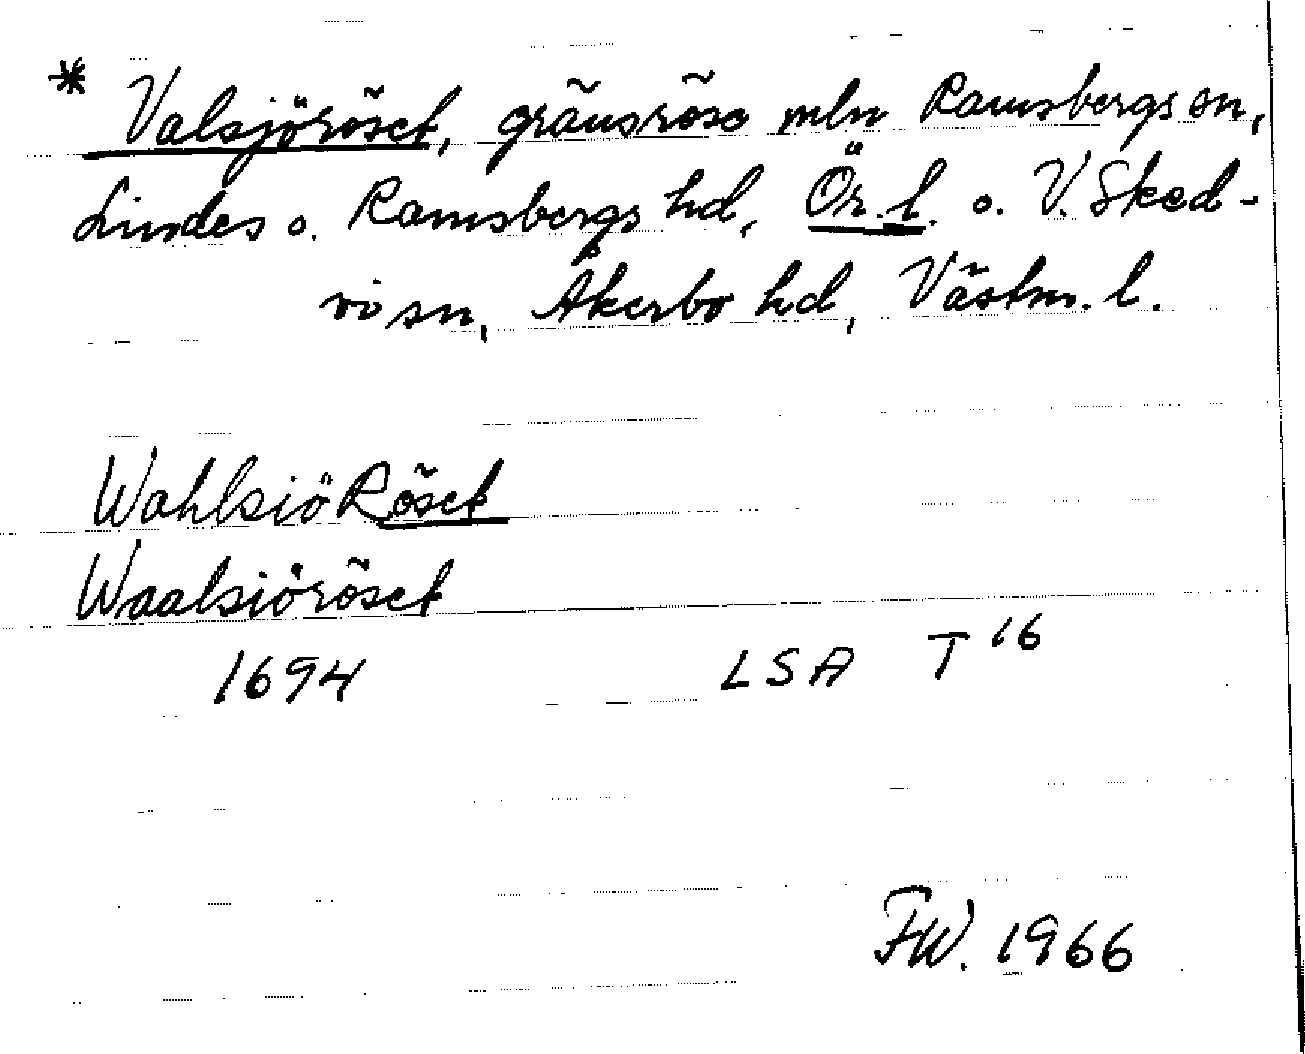 * Valsjöröset, gränsröse mln Ramsbergs sn,
Lindes o. Ramsbergs hd, Ör. l. o. V. Sked-
vi sn, Åkerbo hd, Västm. l.
Wahlsiö Röset
Waalsiöröset
1694 LSA T 16
FW. 1966